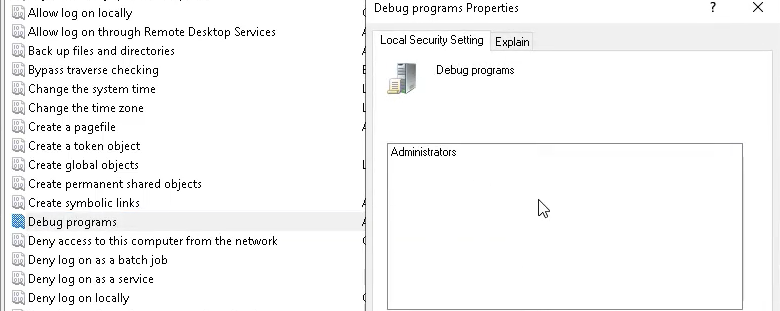 Allow log on locally
Allow log on through Remote Desktop Services
Back up files and directories
Bypass traverse checking
Change the system time
Change the time zone
Create a pagefile
Create a token object
Create global objects
Create permanent shared objects
Create symbolic links
Debug programs
Deny access to this computer from the network
Deny log on as a batch job
Deny log on as a service
Deny log on locally
Debug programs Properties
Local Security Setting
Explain
Debug programs
Administrators